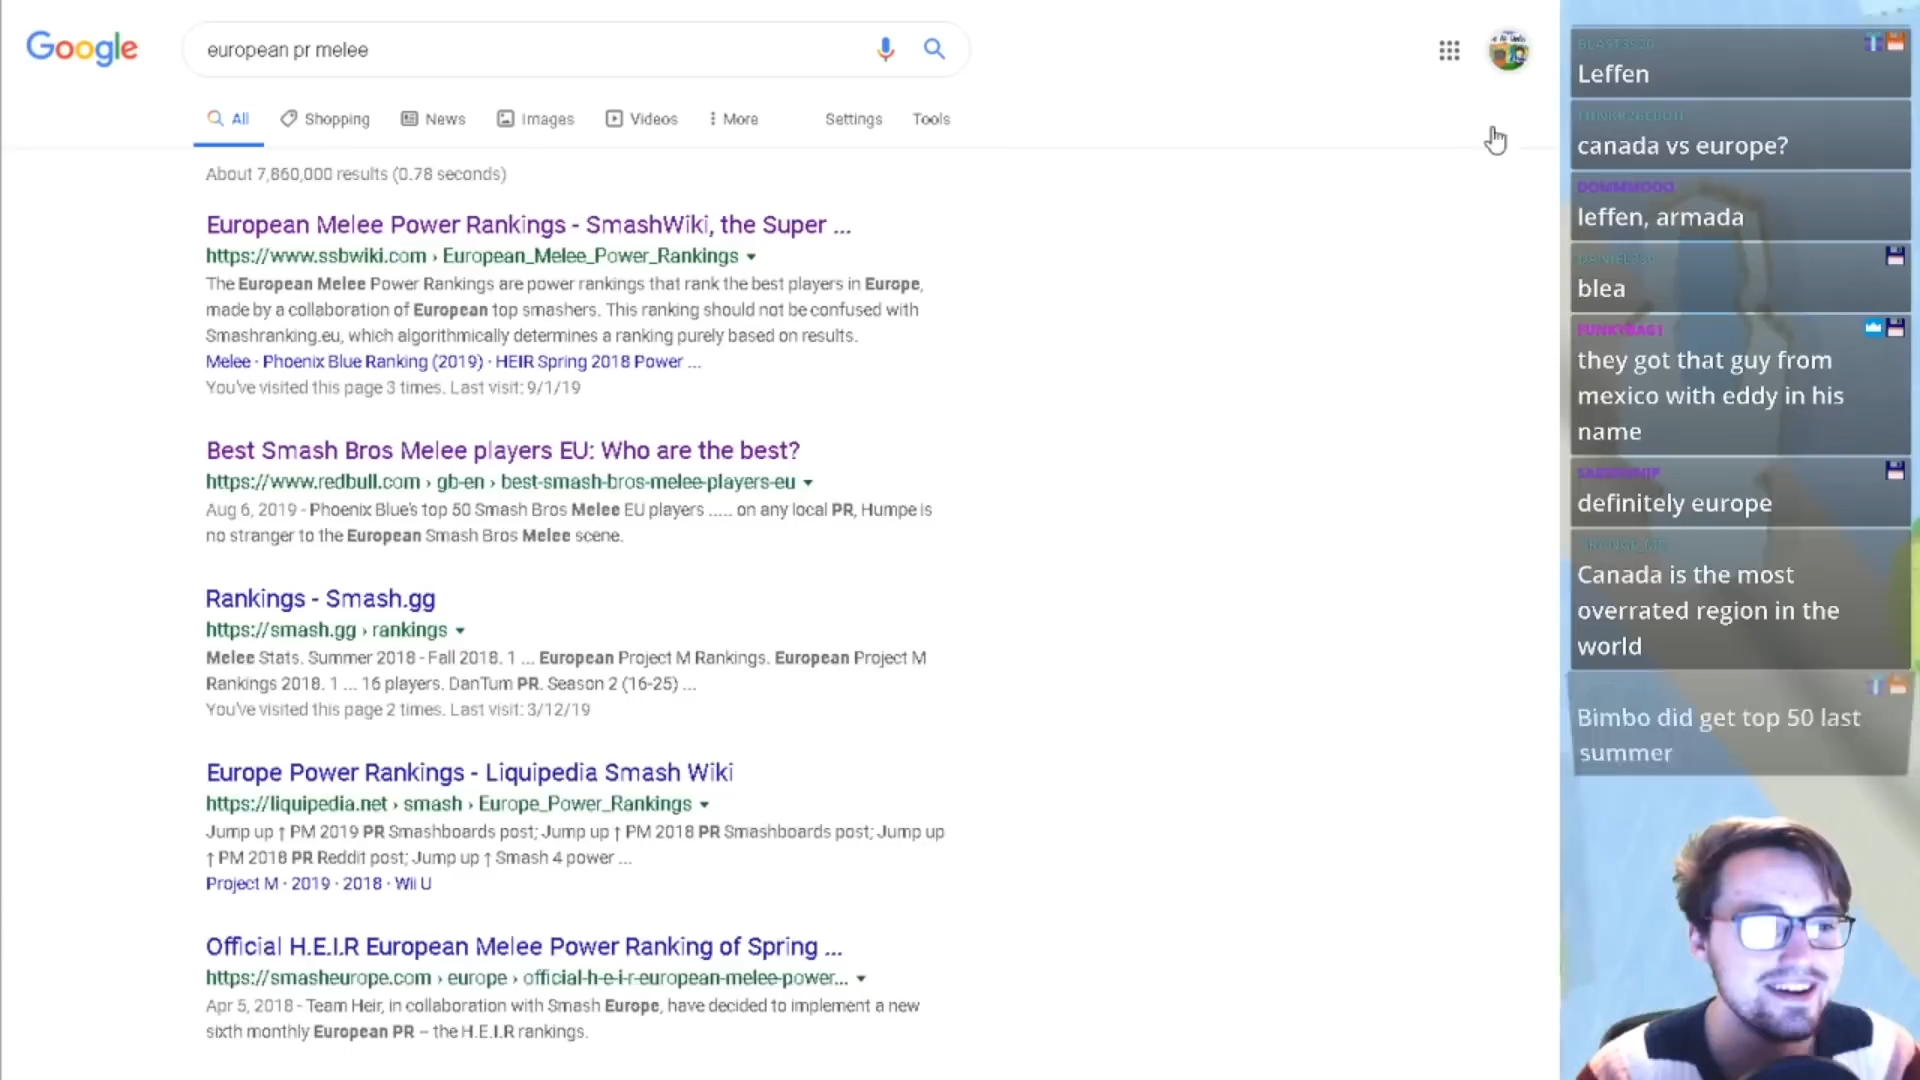 Google
european pr melee
All Shopping News Images Videos More Settings Tools
About 7,860,000 results (0.78 seconds)
European Melee Power Rankings - SmashWiki, the Super ...
https://www.ssbwiki.com › European_Melee_Power_Rankings
The European Melee Power Rankings are power rankings that rank the best players in Europe,
made by a collaboration of European top smashers. This ranking should not be confused with
Smashranking.eu, which algorithmically determines a ranking purely based on results.
Melee · Phoenix Blue Ranking (2019) · HEIR Spring 2018 Power ...
You've visited this page 3 times. Last visit: 9/1/19
Best Smash Bros Melee players EU: Who are the best?
https://www.redbull.com › gb-en › best-smash-bros-melee-players-eu
Aug 6, 2019 - Phoenix Blue's top 50 Smash Bros Melee EU players ..... on any local PR, Humpe is
no stranger to the European Smash Bros Melee scene.
Rankings - Smash.gg
https://smash.gg › rankings
Melee Stats. Summer 2018 - Fall 2018. 1 ... European Project M Rankings. European Project M
Rankings 2018. 1 ... 16 players. DanTum PR. Season 2 (16-25) ...
You've visited this page 2 times. Last visit: 3/12/19
Europe Power Rankings - Liquipedia Smash Wiki
https://liquipedia.net › smash › Europe_Power_Rankings
Jump up ↑ PM 2019 PR Smashboards post; Jump up ↑ PM 2018 PR Smashboards post; Jump up
↑ PM 2018 PR Reddit post; Jump up ↑ Smash 4 power ...
Project M · 2019 · 2018 · Wii U
Official H.E.I.R European Melee Power Ranking of Spring ...
https://smasheurope.com › europe › official-h-e-i-r-european-melee-power...
Apr 5, 2018 - Team Heir, in collaboration with Smash Europe, have decided to implement a new
sixth monthly European PR – the H.E.I.R rankings.
Leffen
canada vs europe?
DOMMMOOO
leffen, armada
blea
FUNKYBAG1
they got that guy from
mexico with eddy in his
name
definitely europe
Canada is the most
overrated region in the
world
Bimbo did get top 50 last
summer